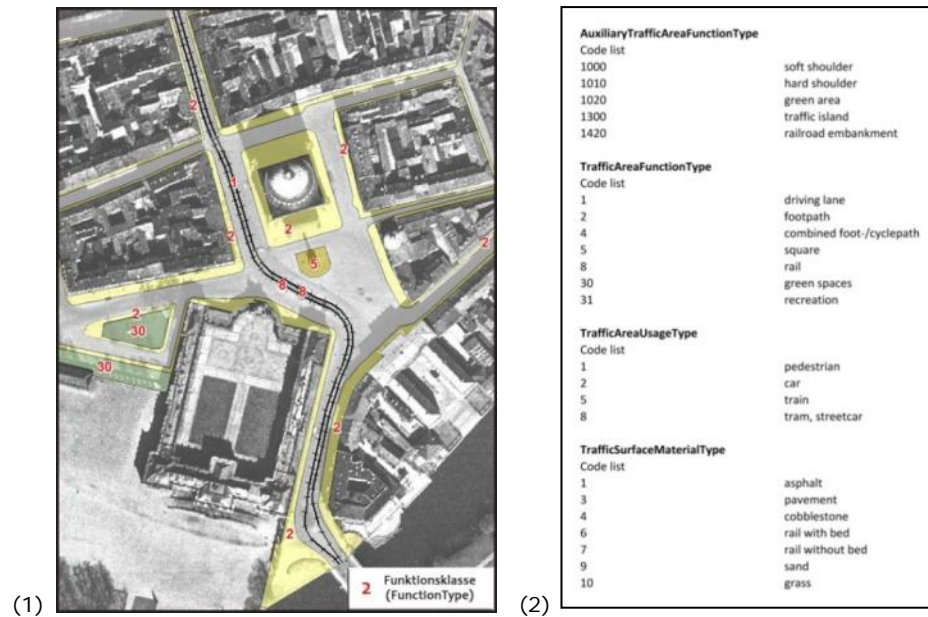 2
1
2
2
2
5
2
8
8
2
30
30
2
2
2 Funktionsklasse
(FunctionType)
(1)
(2)
AuxiliaryTrafficAreaFunctionType
Code list
1000 soft shoulder
1010 hard shoulder
1020 green area
1300 traffic island
1420 railroad embankment
TrafficAreaFunctionType
Code list
1 driving lane
2 footpath
4 combined foot-/cyclepath
5 square
8 rail
30 green spaces
31 recreation
TrafficAreaUsageType
Code list
1 pedestrian
2 car
5 train
8 tram, streetcar
TrafficSurfaceMaterialType
Code list
1 asphalt
3 pavement
4 cobblestone
6 rail with bed
7 rail without bed
9 sand
10 grass